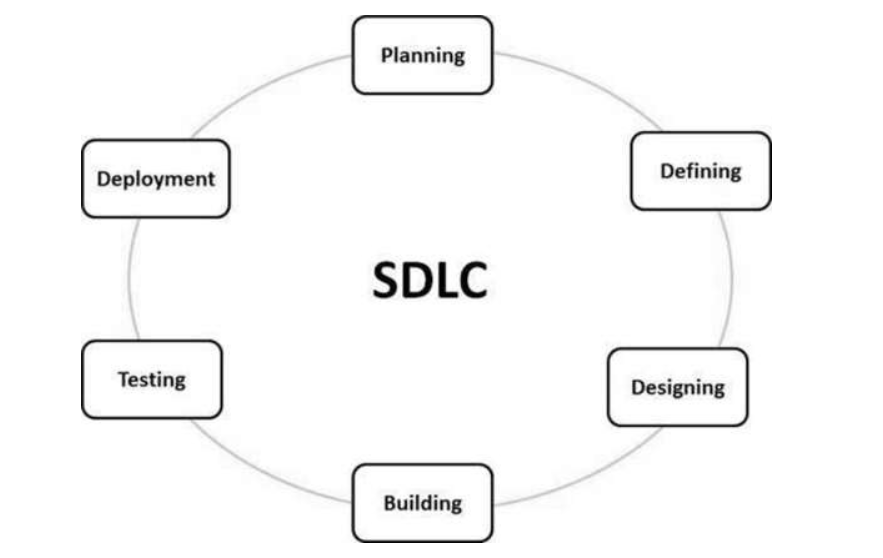 Planning
Defining
Designing
Building
Testing
Deployment
SDLC